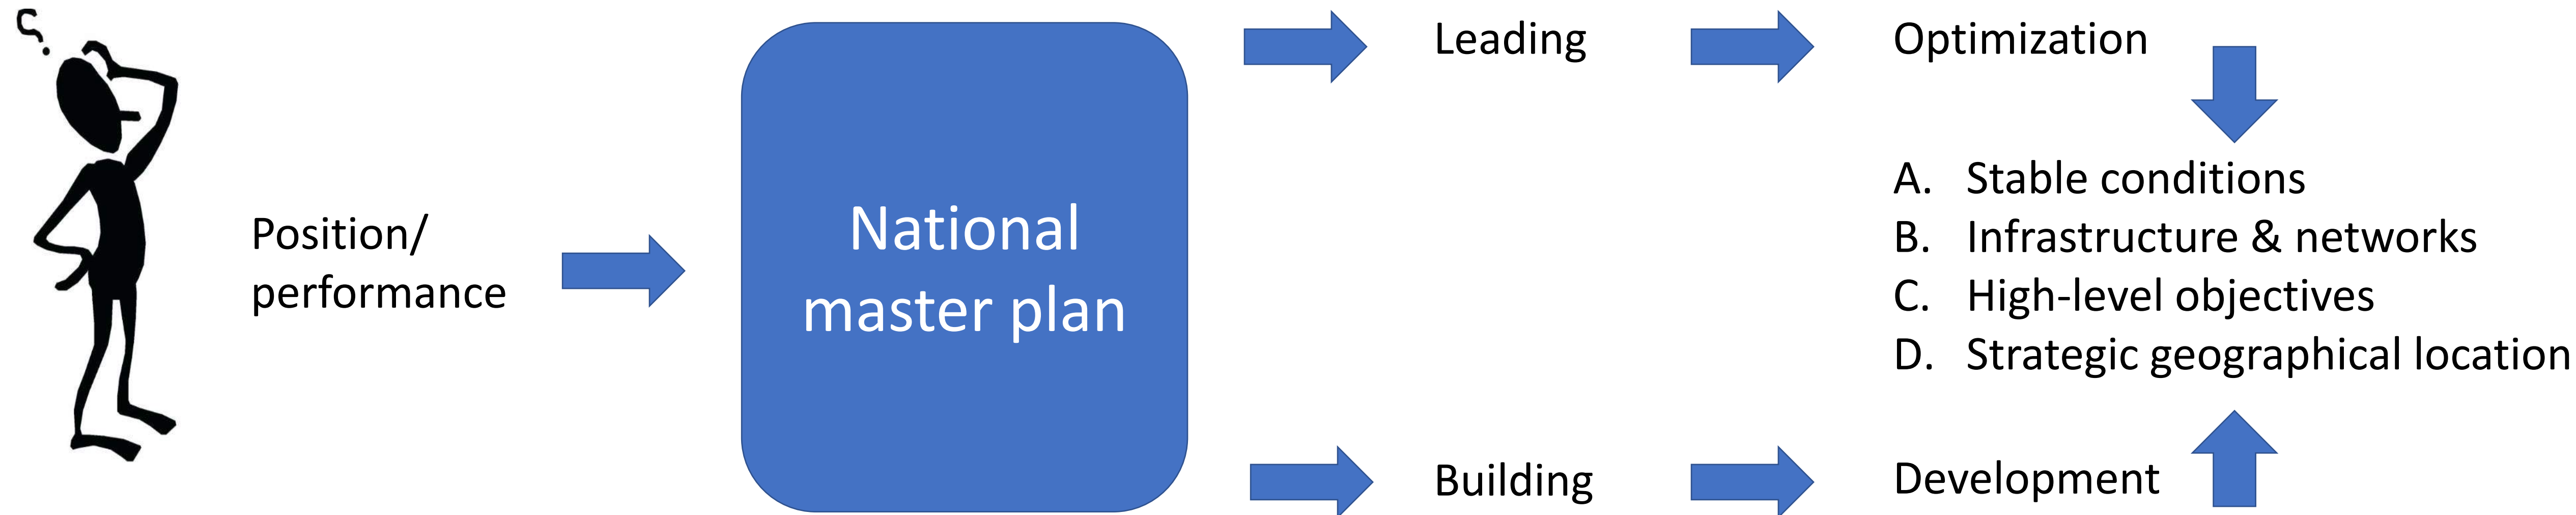 Position/
performance
National
master plan
Leading
Optimization
A. Stable conditions
B. Infrastructure & networks
C. High-level objectives
D. Strategic geographical location
Building
Development